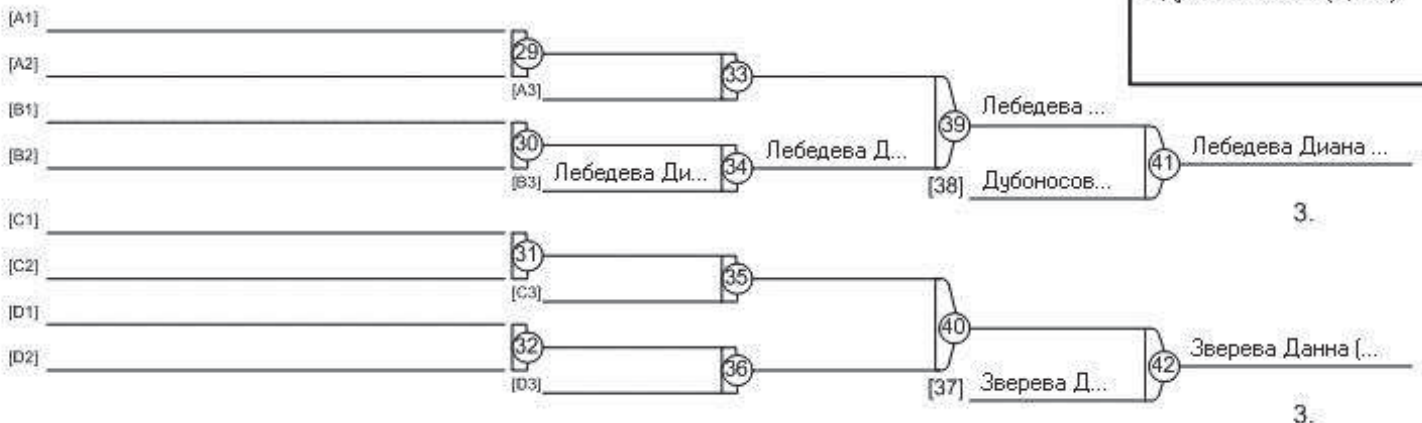 [A1]
29
[A2]
33
[A3]
[B1]
Лебедева ...
39
30
[B2]
Лебедева Д...
Лебедева Диана ...
41
Лебедева Ди...
34
[B3]
[38]
Дубоносов...
3.
[C1]
31
[C2]
35
[C3]
[D1]
40
32
[D2]
Зверева Данна (...
42
36
[D3]
[37]
Зверева Д...
3.